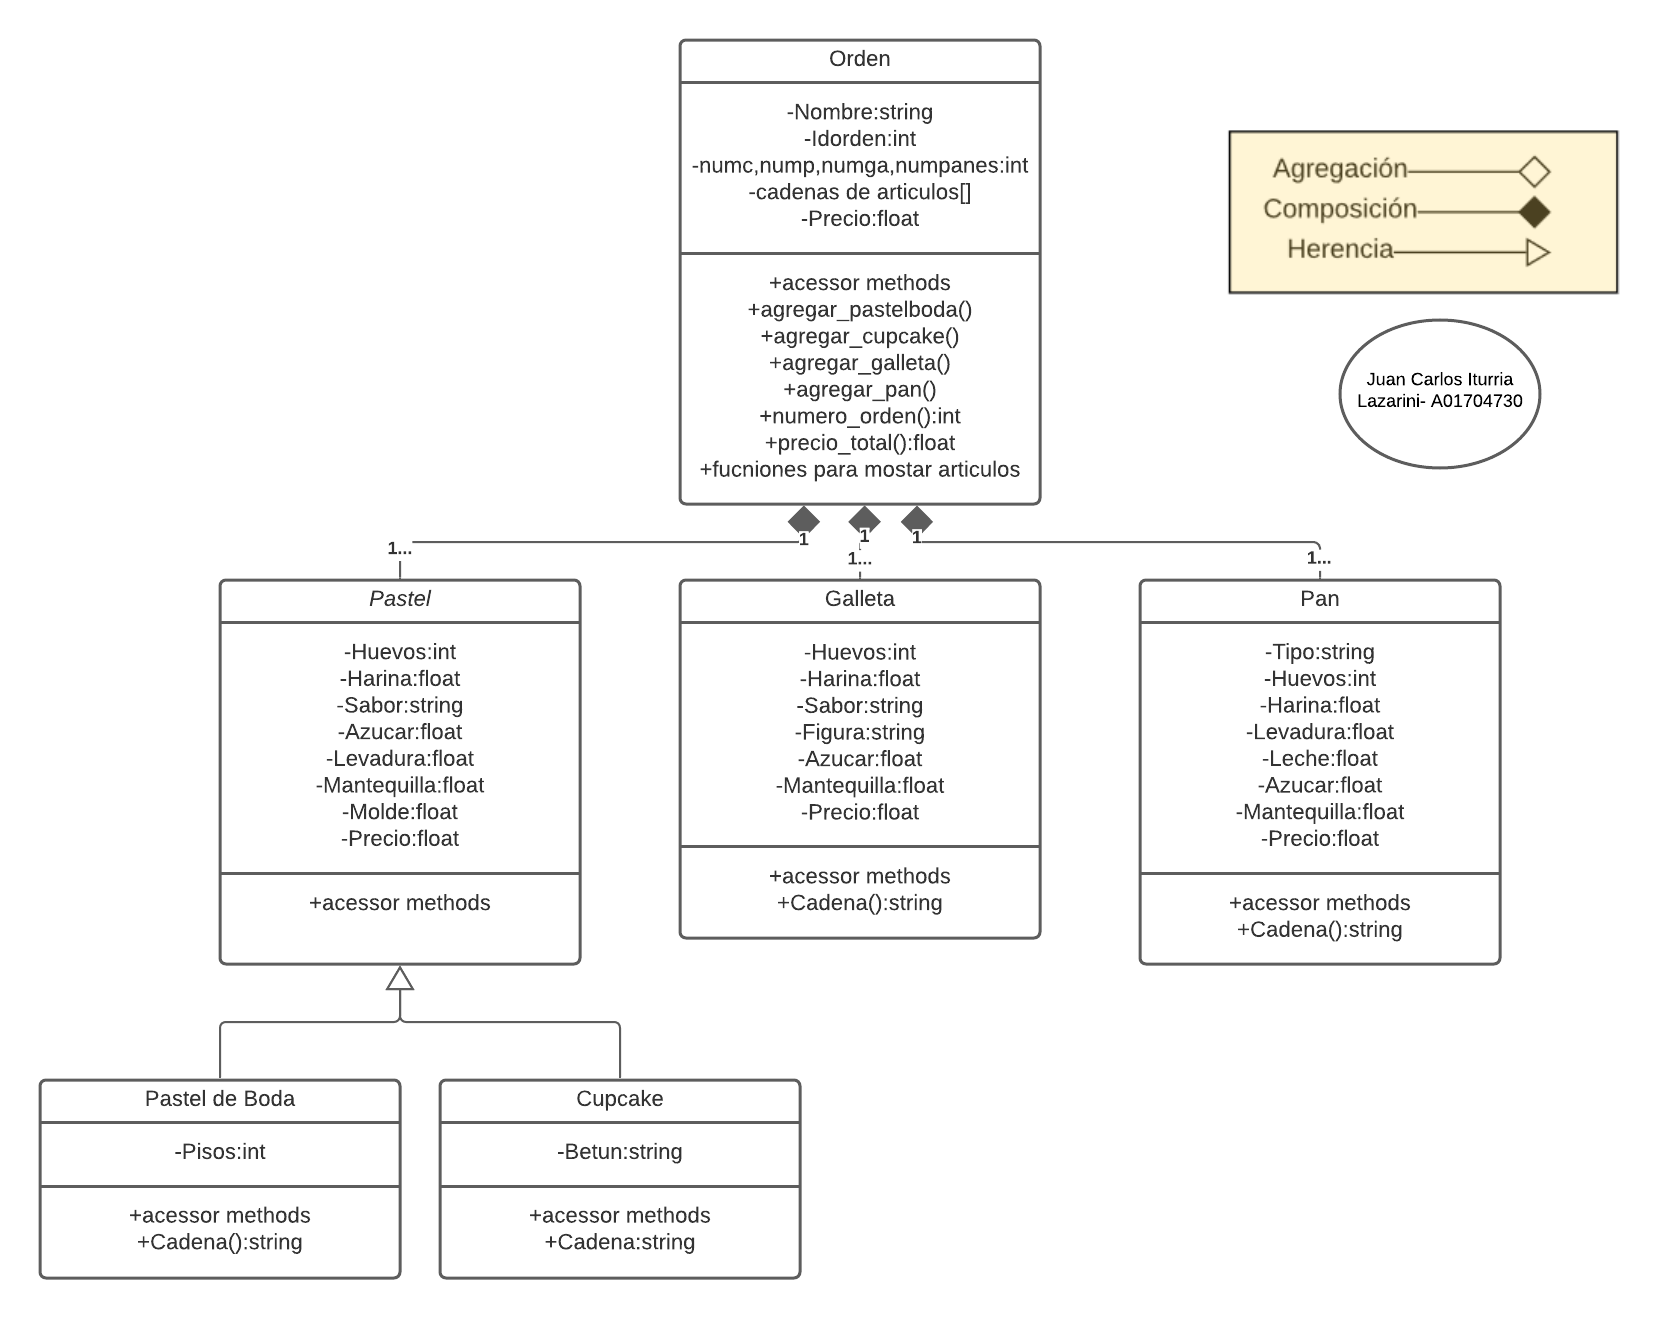 Orden
-Nombre:string
-Idorden:int
-numc,nump,numga,numpanes:int
-cadenas de articulos[]
-Precio:float
+acessor methods
+agregar_pastelboda()
+agregar_cupcake()
+agregar_galleta()
+agregar_pan()
+numero_orden():int
+precio_total():float
+fucniones para mostar articulos
Agregación
Composición
Herencia
Juan Carlos Iturria
Lazarini- A01704730
1
1
1
1...
1...
1...
Pastel
-Huevos:int
-Harina:float
-Sabor:string
-Azucar:float
-Levadura:float
-Mantequilla:float
-Molde:float
-Precio:float
+acessor methods
Galleta
-Huevos:int
-Harina:float
-Sabor:string
-Figura:string
-Azucar:float
-Mantequilla:float
-Precio:float
+acessor methods
+Cadena():string
Pan
-Tipo:string
-Huevos:int
-Harina:float
-Levadura:float
-Leche:float
-Azucar:float
-Mantequilla:float
-Precio:float
+acessor methods
+Cadena():string
Pastel de Boda
-Pisos:int
+acessor methods
+Cadena():string
Cupcake
-Betun:string
+acessor methods
+Cadena:string